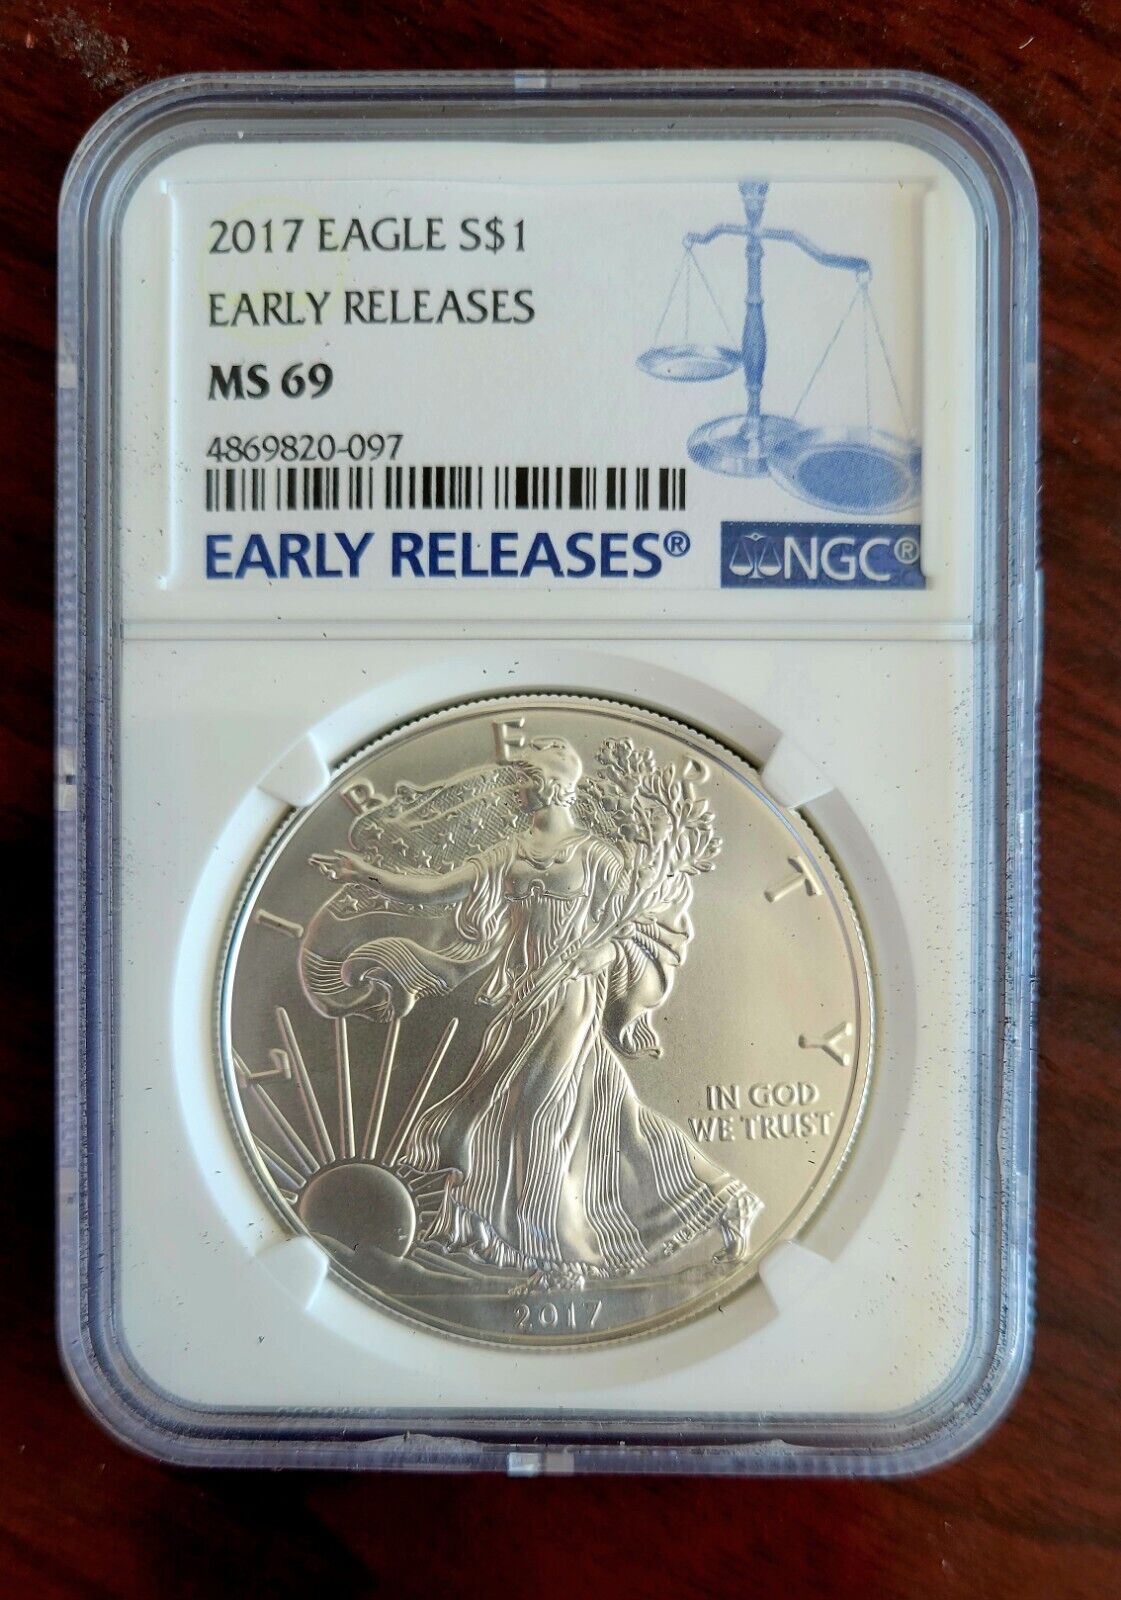 2017 EAGLE S$1
EARLY RELEASES
MS 69
4869820-097
EARLY RELEASES®
NGC®
LIBERTY
IN GOD
WE TRUST
2017